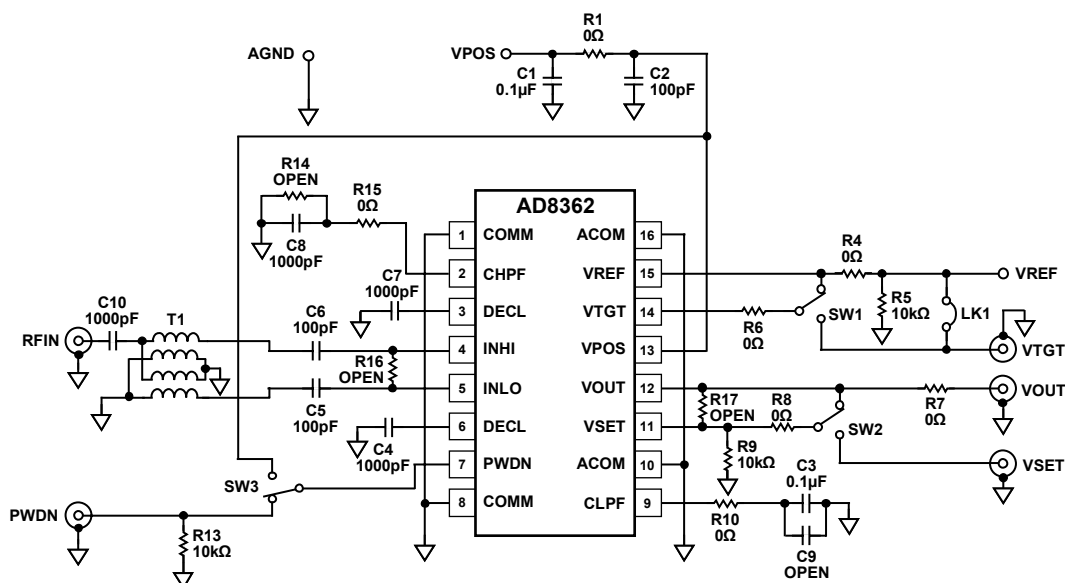 AGND
VPOS
R1
0Ω
C1
0.1µF
C2
100pF
R14
OPEN
R15
0Ω
C8
1000pF
AD8362
1 COMM
2 CHPF
3 DECL
4 INHI
5 INLO
6 DECL
7 PWDN
8 COMM
ACOM 16
VREF 15
VTGT 14
VPOS 13
VOUT 12
VSET 11
ACOM 10
CLPF 9
C7
1000pF
C10
1000pF
T1
RFIN
C6
100pF
R16
OPEN
C5
100pF
C4
1000pF
SW3
PWDN
R13
10kΩ
R4
0Ω
VREF
R6
0Ω
SW1
R5
10kΩ
LK1
VTGT
R17
OPEN
R8
0Ω
SW2
R7
0Ω
VOUT
R9
10kΩ
VSET
C3
0.1µF
R10
0Ω
C9
OPEN